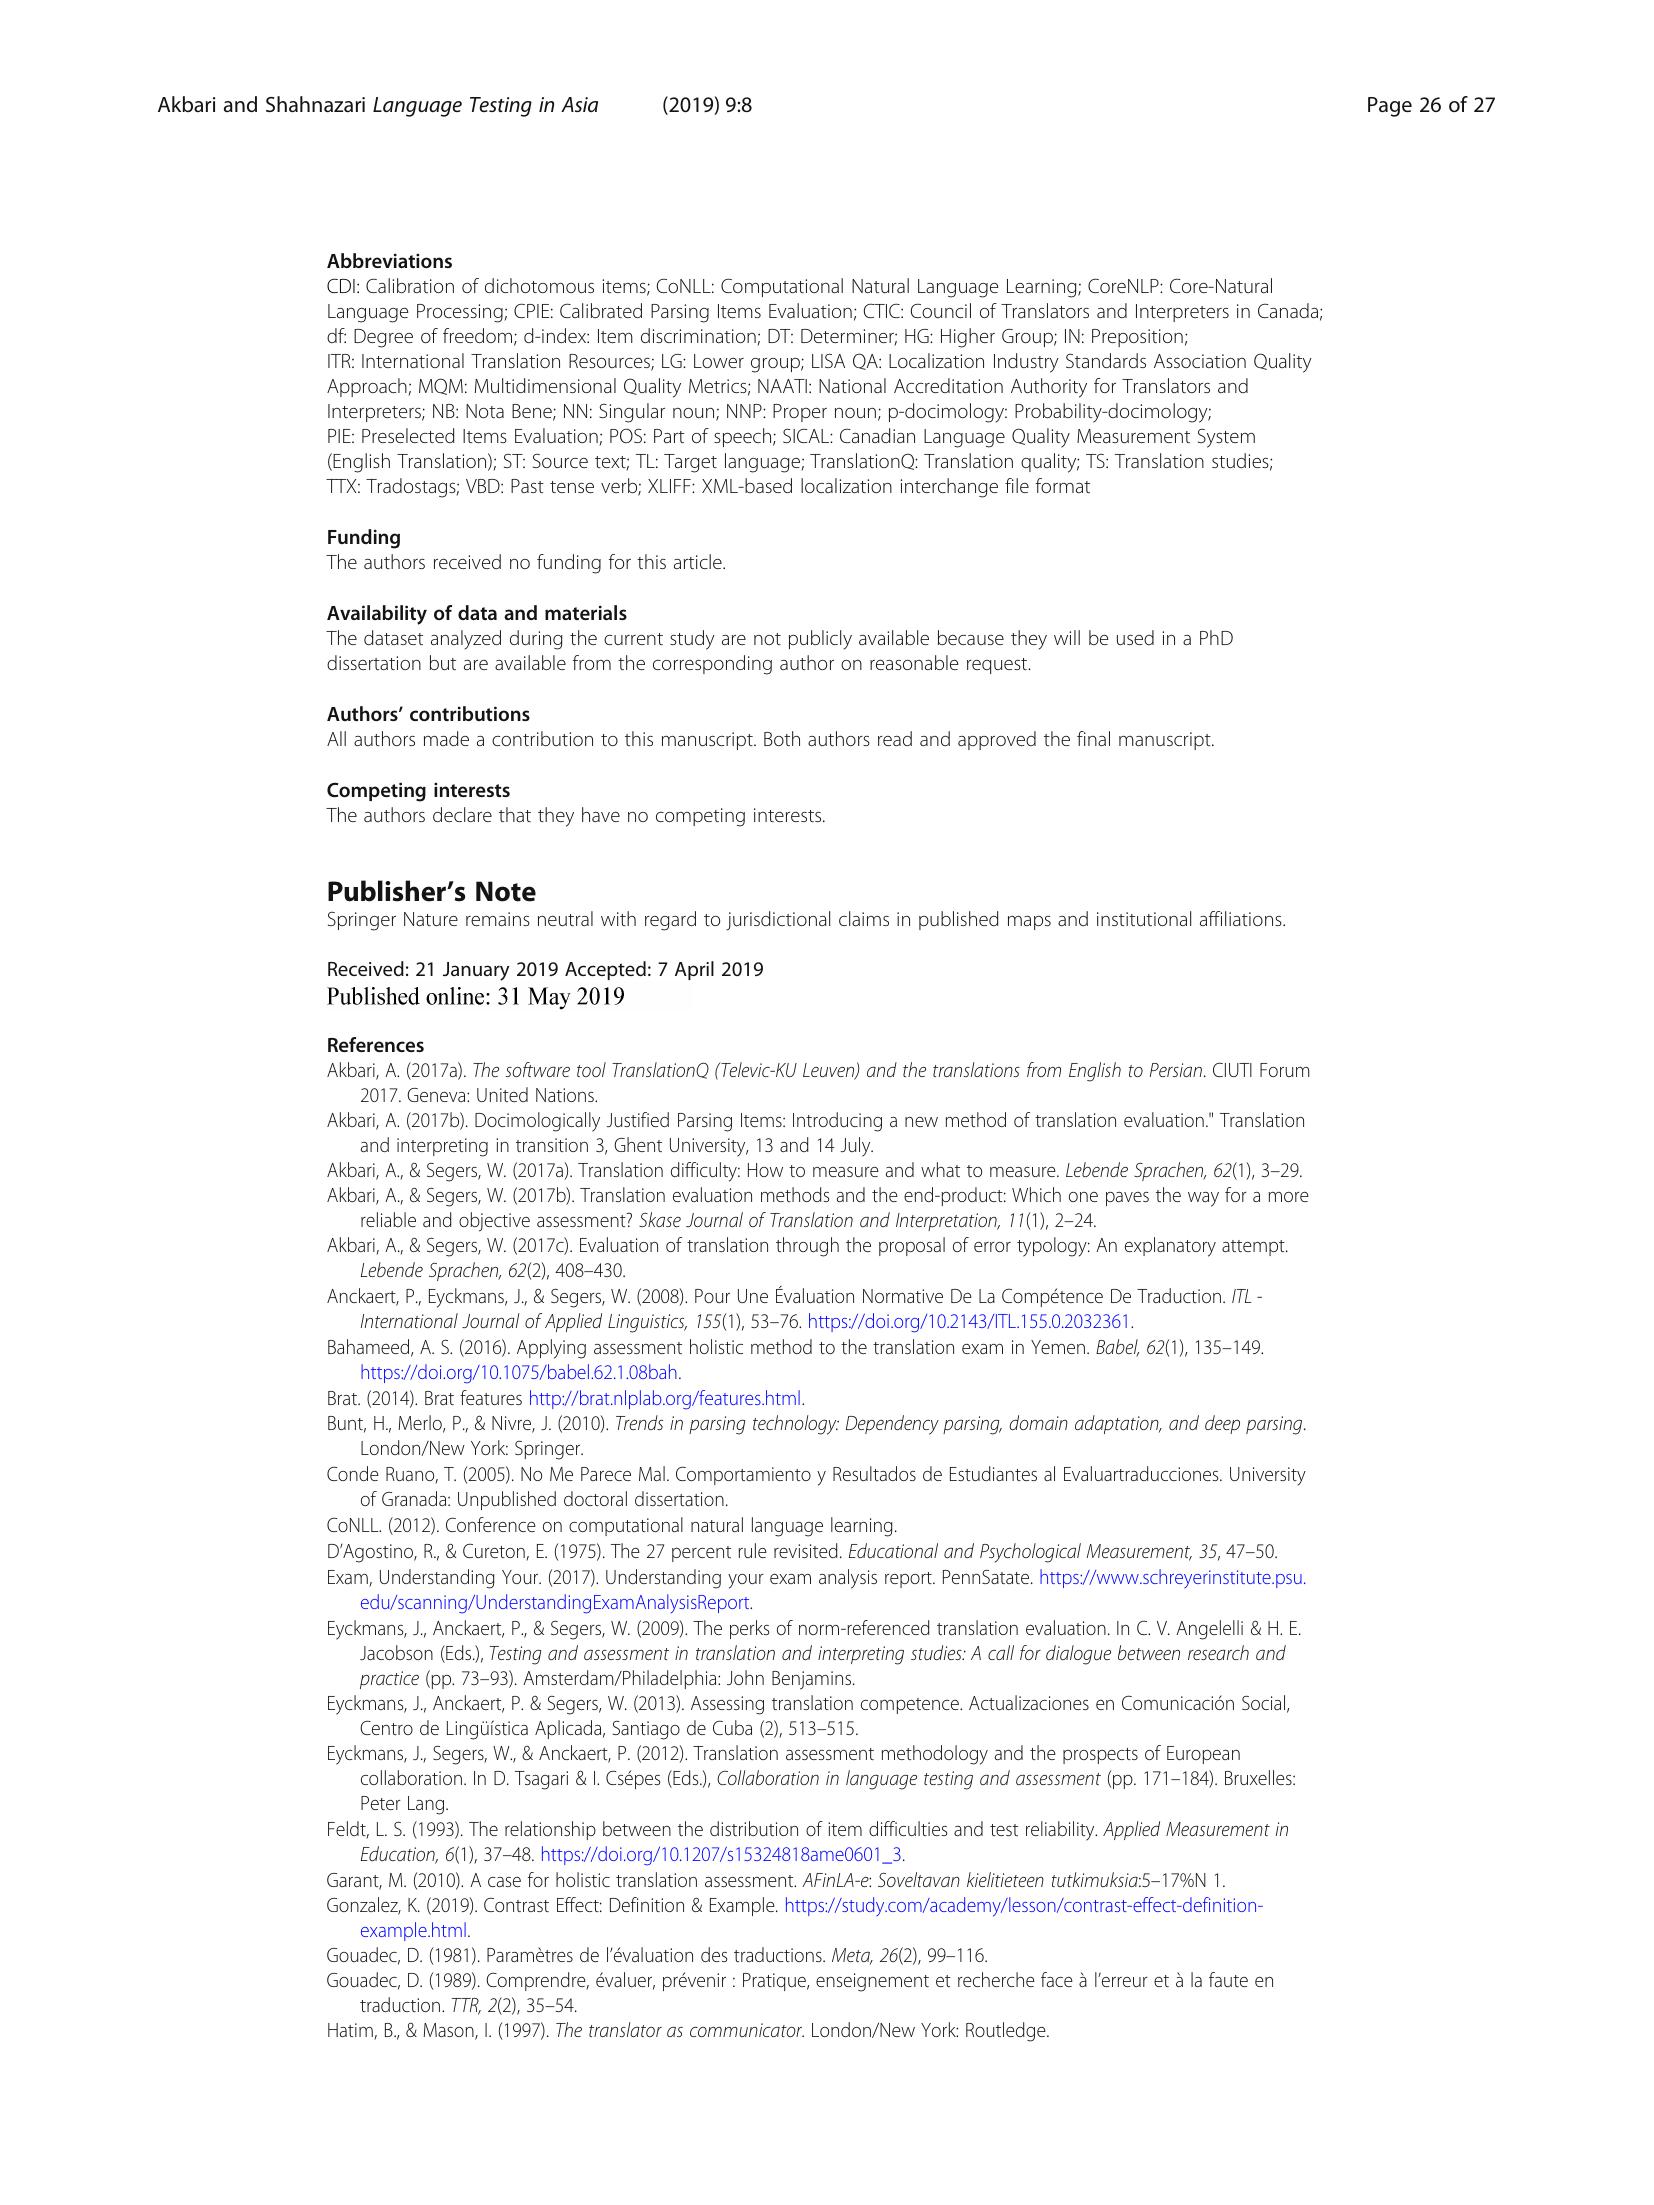 Akbari and Shahnazari Language Testing in Asia (2019) 9:8 Page 26 of 27
Abbreviations
CDI: Calibration of dichotomous items; CoNLL: Computational Natural Language Learning; CoreNLP: Core-Natural
Language Processing; CPIE: Calibrated Parsing Items Evaluation; CTIC: Council of Translators and Interpreters in Canada;
df: Degree of freedom; d-index: Item discrimination; DT: Determiner; HG: Higher Group; IN: Preposition;
ITR: International Translation Resources; LG: Lower group; LISA QA: Localization Industry Standards Association Quality
Approach; MQM: Multidimensional Quality Metrics; NAATI: National Accreditation Authority for Translators and
Interpreters; NB: Nota Bene; NN: Singular noun; NNP: Proper noun; p-docimology: Probability-docimology;
PIE: Preselected Items Evaluation; POS: Part of speech; SICAL: Canadian Language Quality Measurement System
(English Translation); ST: Source text; TL: Target language; TranslationQ: Translation quality; TS: Translation studies;
TTX: Tradostags; VBD: Past tense verb; XLIFF: XML-based localization interchange file format
Funding
The authors received no funding for this article.
Availability of data and materials
The dataset analyzed during the current study are not publicly available because they will be used in a PhD
dissertation but are available from the corresponding author on reasonable request.
Authors’ contributions
All authors made a contribution to this manuscript. Both authors read and approved the final manuscript.
Competing interests
The authors declare that they have no competing interests.
Publisher’s Note
Springer Nature remains neutral with regard to jurisdictional claims in published maps and institutional affiliations.
Received: 21 January 2019 Accepted: 7 April 2019
Published online: 31 May 2019
References
Akbari, A. (2017a). The software tool TranslationQ (Televic-KU Leuven) and the translations from English to Persian. CIUTI Forum
2017. Geneva: United Nations.
Akbari, A. (2017b). Docimologically Justified Parsing Items: Introducing a new method of translation evaluation." Translation
and interpreting in transition 3, Ghent University, 13 and 14 July.
Akbari, A., & Segers, W. (2017a). Translation difficulty: How to measure and what to measure. Lebende Sprachen, 62(1), 3–29.
Akbari, A., & Segers, W. (2017b). Translation evaluation methods and the end-product: Which one paves the way for a more
reliable and objective assessment? Skase Journal of Translation and Interpretation, 11(1), 2–24.
Akbari, A., & Segers, W. (2017c). Evaluation of translation through the proposal of error typology: An explanatory attempt.
Lebende Sprachen, 62(2), 408–430.
Anckaert, P., Eyckmans, J., & Segers, W. (2008). Pour Une Évaluation Normative De La Compétence De Traduction. ITL -
International Journal of Applied Linguistics, 155(1), 53–76. https://doi.org/10.2143/ITL.155.0.2032361.
Bahameed, A. S. (2016). Applying assessment holistic method to the translation exam in Yemen. Babel, 62(1), 135–149.
https://doi.org/10.1075/babel.62.1.08bah.
Brat. (2014). Brat features http://brat.nlplab.org/features.html.
Bunt, H., Merlo, P., & Nivre, J. (2010). Trends in parsing technology: Dependency parsing, domain adaptation, and deep parsing.
London/New York: Springer.
Conde Ruano, T. (2005). No Me Parece Mal. Comportamiento y Resultados de Estudiantes al Evaluartraducciones. University
of Granada: Unpublished doctoral dissertation.
CoNLL. (2012). Conference on computational natural language learning.
D’Agostino, R., & Cureton, E. (1975). The 27 percent rule revisited. Educational and Psychological Measurement, 35, 47–50.
Exam, Understanding Your. (2017). Understanding your exam analysis report. PennSatate. https://www.schreyerinstitute.psu.
edu/scanning/UnderstandingExamAnalysisReport.
Eyckmans, J., Anckaert, P., & Segers, W. (2009). The perks of norm-referenced translation evaluation. In C. V. Angelelli & H. E.
Jacobson (Eds.), Testing and assessment in translation and interpreting studies: A call for dialogue between research and
practice (pp. 73–93). Amsterdam/Philadelphia: John Benjamins.
Eyckmans, J., Anckaert, P. & Segers, W. (2013). Assessing translation competence. Actualizaciones en Comunicación Social,
Centro de Lingüística Aplicada, Santiago de Cuba (2), 513–515.
Eyckmans, J., Segers, W., & Anckaert, P. (2012). Translation assessment methodology and the prospects of European
collaboration. In D. Tsagari & I. Csépes (Eds.), Collaboration in language testing and assessment (pp. 171–184). Bruxelles:
Peter Lang.
Feldt, L. S. (1993). The relationship between the distribution of item difficulties and test reliability. Applied Measurement in
Education, 6(1), 37–48. https://doi.org/10.1207/s15324818ame0601_3.
Garant, M. (2010). A case for holistic translation assessment. AFinLA-e: Soveltavan kielitieteen tutkimuksia:5–17%N 1.
Gonzalez, K. (2019). Contrast Effect: Definition & Example. https://study.com/academy/lesson/contrast-effect-definition-
example.html.
Gouadec, D. (1981). Paramètres de l’évaluation des traductions. Meta, 26(2), 99–116.
Gouadec, D. (1989). Comprendre, évaluer, prévenir : Pratique, enseignement et recherche face à l’erreur et à la faute en
traduction. TTR, 2(2), 35–54.
Hatim, B., & Mason, I. (1997). The translator as communicator. London/New York: Routledge.